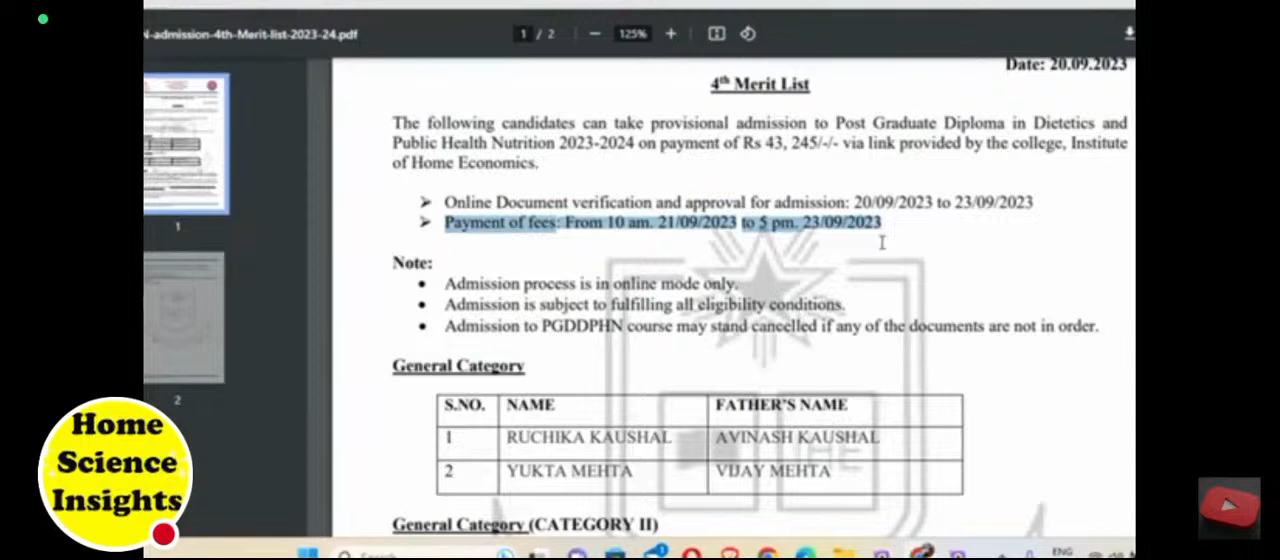 N-admission-4th-Merit-list-2023-24.pdf
1 / 2
125%
Date: 20.09.2023
4th Merit List
The following candidates can take provisional admission to Post Graduate Diploma in Dietetics and
Public Health Nutrition 2023-2024 on payment of Rs 43, 245/-/- via link provided by the college, Institute
of Home Economics.
➤ Online Document verification and approval for admission: 20/09/2023 to 23/09/2023
➤ Payment of fees: From 10 am. 21/09/2023 to 5 pm. 23/09/2023
Note:
• Admission process is in online mode only.
• Admission is subject to fulfilling all eligibility conditions.
• Admission to PGDDPHN course may stand cancelled if any of the documents are not in order.
General Category
S.NO. NAME FATHER'S NAME
1 RUCHIKA KAUSHAL AVINASH KAUSHAL
2 YUKTA MEHTA VIJAY MEHTA
General Category (CATEGORY II)
1
2
Home
Science
Insights
IHE
Search
ENG